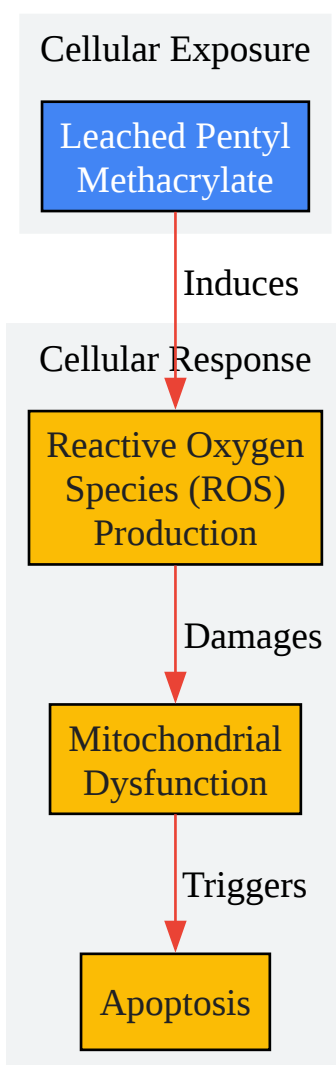 Cellular Exposure
Leached Pentyl
Methacrylate
Induces
Cellular Response
Reactive Oxygen
Species (ROS)
Production
Damages
Mitochondrial
Dysfunction
Triggers
Apoptosis